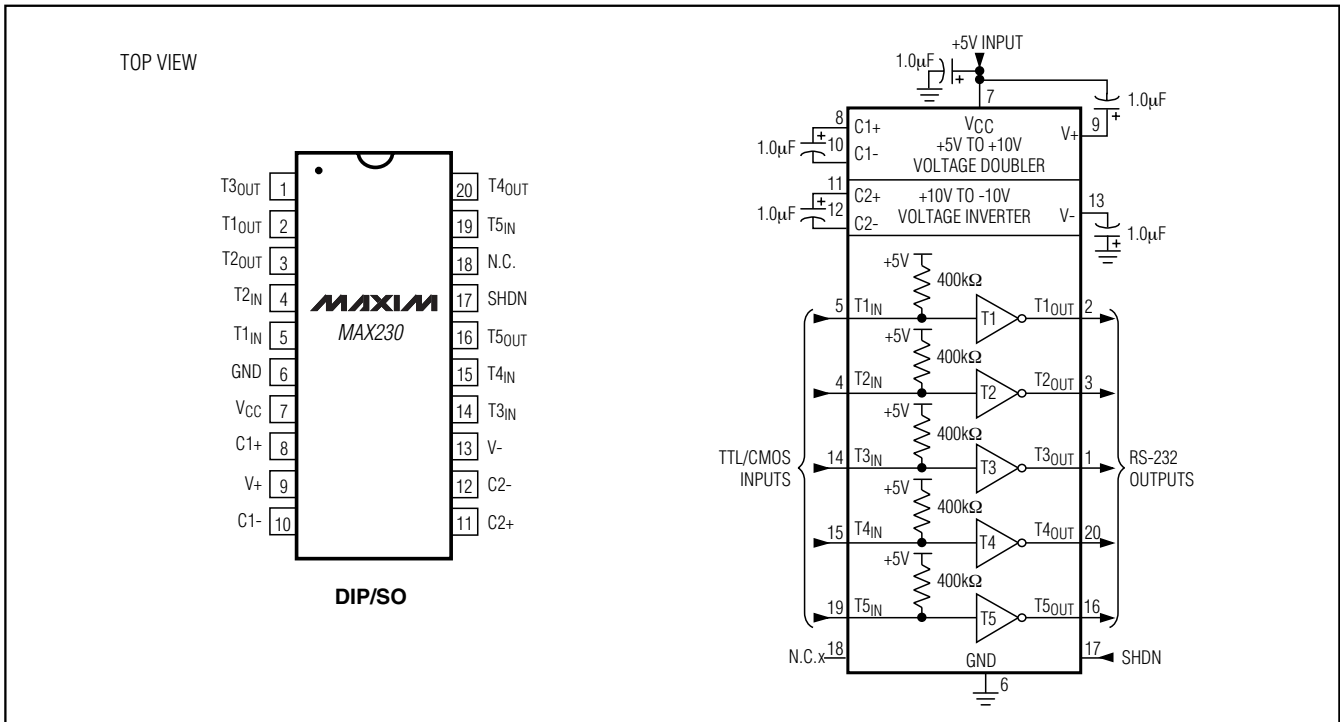 TOP VIEW
T3OUT 1
T1OUT 2
T2OUT 3
T2IN 4
T1IN 5
GND 6
VCC 7
C1+ 8
V+ 9
C1- 10
MAXIM
MAX230
20 T4OUT
19 T5IN
18 N.C.
17 SHDN
16 T5OUT
15 T4IN
14 T3IN
13 V-
12 C2-
11 C2+
DIP/SO
+5V INPUT
1.0µF
+
7
1.0µF
+
8 C1+
1.0µF
+
10 C1-
VCC
+5V TO +10V
VOLTAGE DOUBLER
V+ 9
11 C2+
1.0µF
+
12 C2-
+10V TO -10V
VOLTAGE INVERTER
V- 13
1.0µF
+
+5V
400kΩ
5 T1IN T1 T1OUT 2
+5V
400kΩ
4 T2IN T2 T2OUT 3
+5V
400kΩ
14 T3IN T3 T3OUT 1
+5V
400kΩ
15 T4IN T4 T4OUT 20
+5V
400kΩ
19 T5IN T5 T5OUT 16
TTL/CMOS
INPUTS
RS-232
OUTPUTS
N.C.x 18
GND
17 SHDN
6